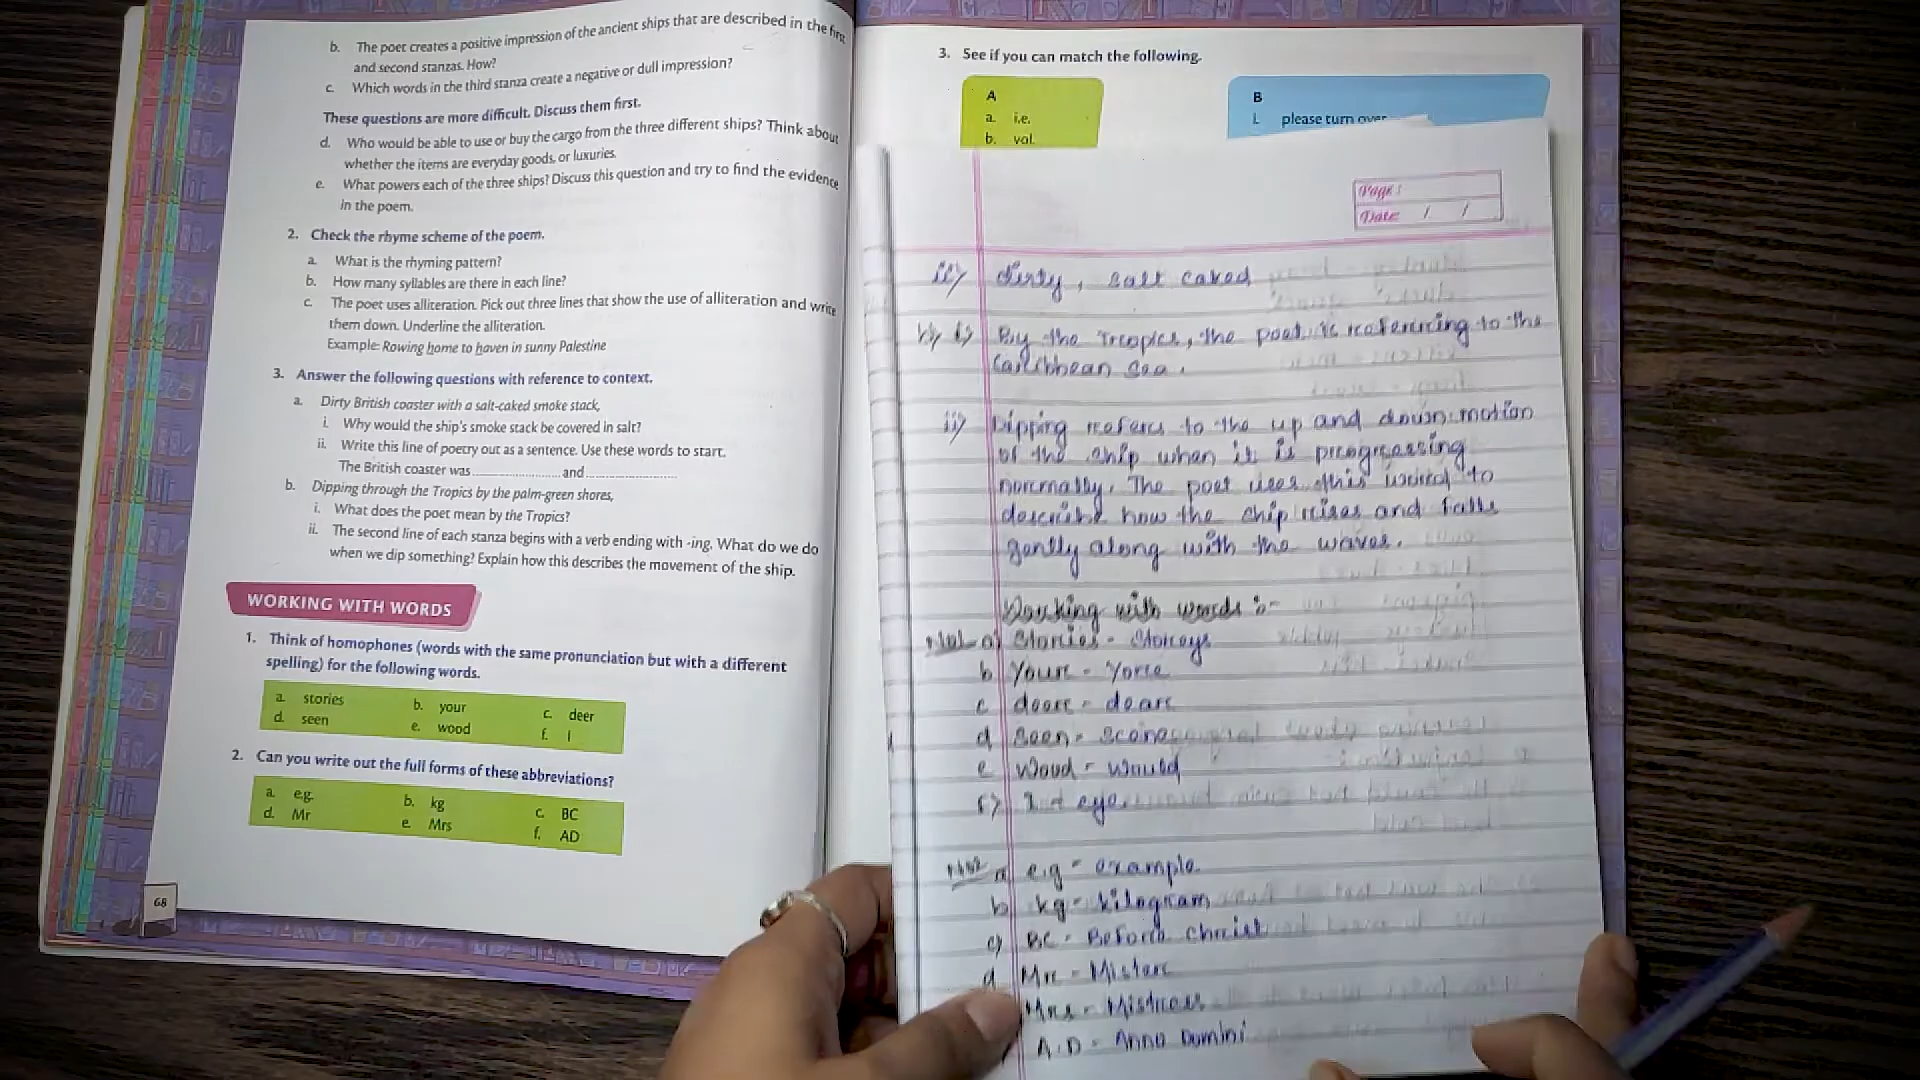 b. The poet creates a positive impression of the ancient ships that are described in the first
and second stanzas. How?
c. Which words in the third stanza create a negative or dull impression?
These questions are more difficult. Discuss them first.
d. Who would be able to use or buy the cargo from the three different ships? Think about
whether the items are everyday goods, or luxuries.
e. What powers each of the three ships? Discuss this question and try to find the evidence
in the poem.
2. Check the rhyme scheme of the poem.
a. What is the rhyming pattern?
b. How many syllables are there in each line?
c. The poet uses alliteration. Pick out three lines that show the use of alliteration and write
them down. Underline the alliteration.
Example: Rowing home to haven in sunny Palestine
3. Answer the following questions with reference to context.
a. Dirty British coaster with a salt-caked smoke stack,
i. Why would the ship's smoke stack be covered in salt?
ii. Write this line of poetry out as a sentence. Use these words to start.
The British coaster was ........................ and ........................
b. Dipping through the Tropics by the palm-green shores,
i. What does the poet mean by the Tropics?
ii. The second line of each stanza begins with a verb ending with -ing. What do we do
when we dip something? Explain how this describes the movement of the ship.
WORKING WITH WORDS
1. Think of homophones (words with the same pronunciation but with a different
spelling) for the following words.
a. stories b. your c. deer
d. seen e. wood f. I
2. Can you write out the full forms of these abbreviations?
a. e.g. b. kg c. BC
d. Mr e. Mrs f. AD
68
3. See if you can match the following.
A
a. i.e.
b. vol.
B
i. please turn over
Page :
Date / /
ii) dirty, salt caked
b) i) By the Tropics, the poet is referring to the
Caribbean Sea.
ii) Dipping refers to the up and down motion
of the ship when it is progressing
normally. The poet uses this word to
describe how the ship rises and falls
gently along with the waves.
Working with words :-
No1 a) Stories - Storeys
b Your - Yore
c deer - dear
d Seen - Scene
e Wood - Would
f) I - eye
No2 a e.g - example
b kg - kilogram
c) B.C - Before Christ
d Mr - Mister
Mrs - Mistress
A.D - Anno Domini